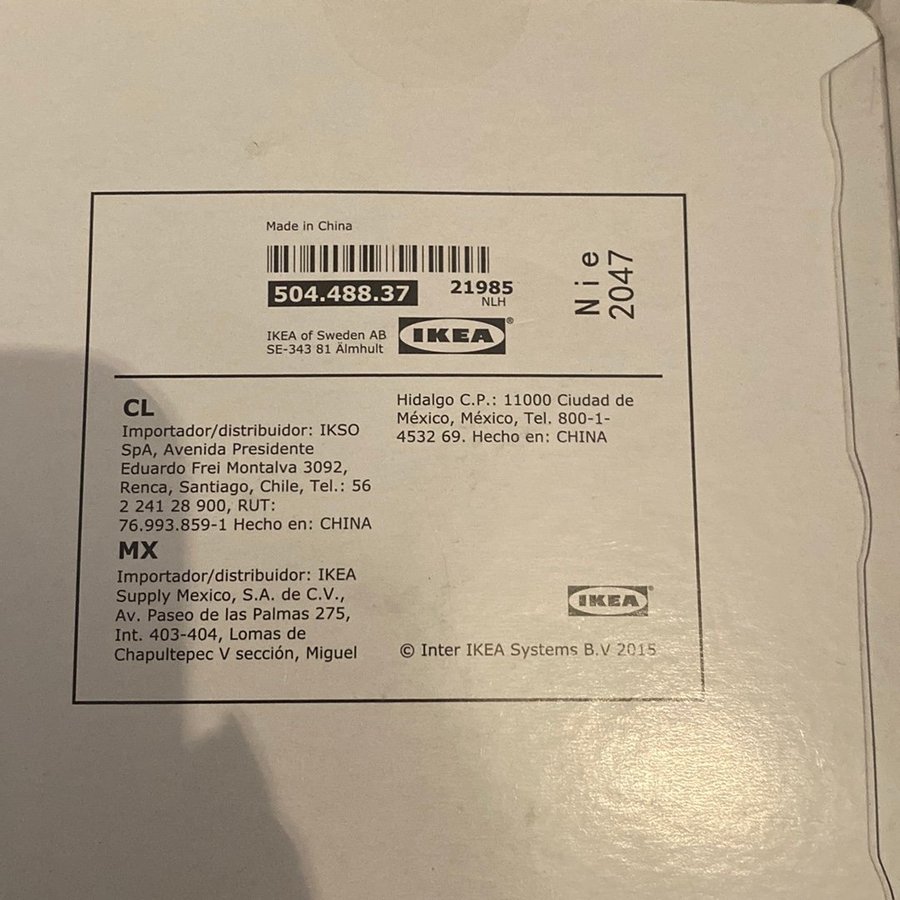 Made in China
504.488.37
21985
NLH
IKEA of Sweden AB
SE-343 81 Älmhult
IKEA®
Nie
2047
CL
Importador/distribuidor: IKSO
SpA, Avenida Presidente
Eduardo Frei Montalva 3092,
Renca, Santiago, Chile, Tel.: 56
2 241 28 900, RUT:
76.993.859-1 Hecho en: CHINA
MX
Importador/distribuidor: IKEA
Supply Mexico, S.A. de C.V.,
Av. Paseo de las Palmas 275,
Int. 403-404, Lomas de
Chapultepec V sección, Miguel
Hidalgo C.P.: 11000 Ciudad de
México, México, Tel. 800-1-
4532 69. Hecho en: CHINA
IKEA®
© Inter IKEA Systems B.V 2015